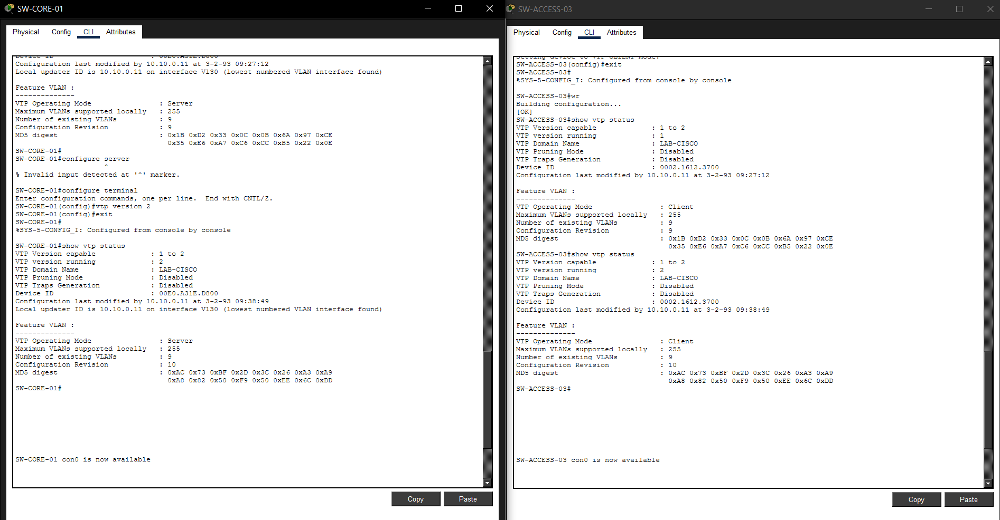 SW-CORE-01
Physical Config CLI Attributes
Device ID : 00E0.A31E.D800
Configuration last modified by 10.10.0.11 at 3-2-93 09:27:12
Local updater ID is 10.10.0.11 on interface Vl30 (lowest numbered VLAN interface found)
Feature VLAN :
--------------
VTP Operating Mode : Server
Maximum VLANs supported locally : 255
Number of existing VLANs : 9
Configuration Revision : 9
MD5 digest : 0x1B 0xD2 0x33 0x0C 0x0B 0x6A 0x97 0xCE
0x35 0xE6 0xA7 0xC6 0xCC 0xB5 0x22 0x0E
SW-CORE-01#
SW-CORE-01#configure server
^
% Invalid input detected at '^' marker.
SW-CORE-01#configure terminal
Enter configuration commands, one per line.  End with CNTL/Z.
SW-CORE-01(config)#vtp version 2
SW-CORE-01(config)#exit
SW-CORE-01#
%SYS-5-CONFIG_I: Configured from console by console
SW-CORE-01#show vtp status
VTP Version capable : 1 to 2
VTP version running : 2
VTP Domain Name : LAB-CISCO
VTP Pruning Mode : Disabled
VTP Traps Generation : Disabled
Device ID : 00E0.A31E.D800
Configuration last modified by 10.10.0.11 at 3-2-93 09:38:49
Local updater ID is 10.10.0.11 on interface Vl30 (lowest numbered VLAN interface found)
Feature VLAN :
--------------
VTP Operating Mode : Server
Maximum VLANs supported locally : 255
Number of existing VLANs : 9
Configuration Revision : 10
MD5 digest : 0xAC 0x73 0xBF 0x2D 0x3C 0x26 0xA3 0xA9
0xA8 0x82 0x50 0xF9 0x50 0xEE 0x6C 0xDD
SW-CORE-01#
SW-CORE-01 con0 is now available
Copy Paste
SW-ACCESS-03
Physical Config CLI Attributes
Setting device to VTP CLIENT mode.
SW-ACCESS-03(config)#exit
SW-ACCESS-03#
%SYS-5-CONFIG_I: Configured from console by console
SW-ACCESS-03#wr
Building configuration...
[OK]
SW-ACCESS-03#show vtp status
VTP Version capable : 1 to 2
VTP version running : 1
VTP Domain Name : LAB-CISCO
VTP Pruning Mode : Disabled
VTP Traps Generation : Disabled
Device ID : 0002.1612.3700
Configuration last modified by 10.10.0.11 at 3-2-93 09:27:12
Feature VLAN :
--------------
VTP Operating Mode : Client
Maximum VLANs supported locally : 255
Number of existing VLANs : 9
Configuration Revision : 9
MD5 digest : 0x1B 0xD2 0x33 0x0C 0x0B 0x6A 0x97 0xCE
0x35 0xE6 0xA7 0xC6 0xCC 0xB5 0x22 0x0E
SW-ACCESS-03#show vtp status
VTP Version capable : 1 to 2
VTP version running : 2
VTP Domain Name : LAB-CISCO
VTP Pruning Mode : Disabled
VTP Traps Generation : Disabled
Device ID : 0002.1612.3700
Configuration last modified by 10.10.0.11 at 3-2-93 09:38:49
Feature VLAN :
--------------
VTP Operating Mode : Client
Maximum VLANs supported locally : 255
Number of existing VLANs : 9
Configuration Revision : 10
MD5 digest : 0xAC 0x73 0xBF 0x2D 0x3C 0x26 0xA3 0xA9
0xA8 0x82 0x50 0xF9 0x50 0xEE 0x6C 0xDD
SW-ACCESS-03#
SW-ACCESS-03 con0 is now available
Copy Paste